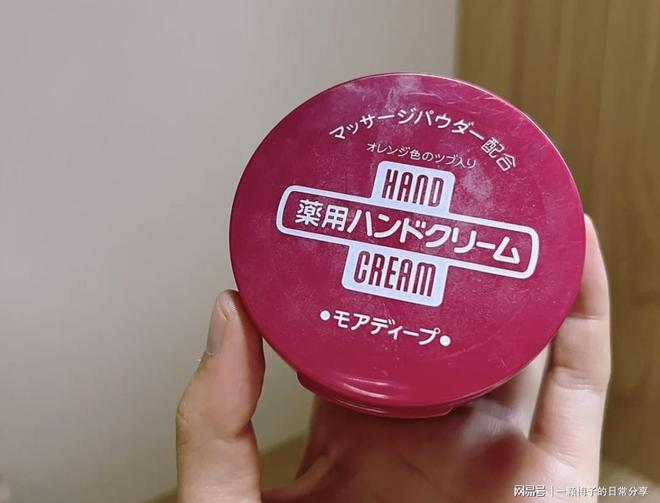 マッサージパウダー配合
オレンジ色のツブ入り
HAND
薬用ハンドクリーム
CREAM
•モアディープ•
网易号 | 一颗梅子的日常分享